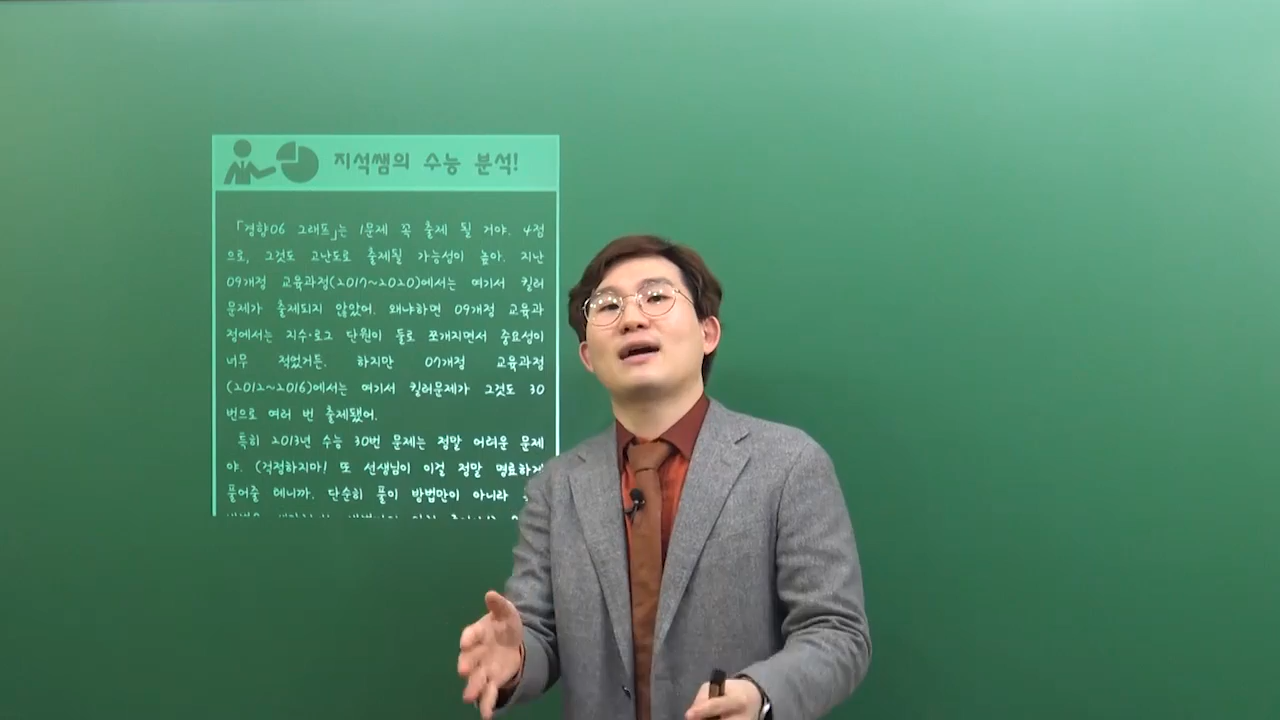 지석쌤의 수능 분석!
「경향06 그래프」는 1문제 꼭 출제 될 거야. 4점
으로, 그것도 고난도로 출제될 가능성이 높아. 지난
09개정 교육과정(2017~2020)에서는 여기서 킬러
문제가 출제되지 않았어. 왜냐하면 09개정 교육과
정에서는 지수·로그 단원이 둘로 쪼개지면서 중요성이
너무 적었거든. 하지만 07개정 교육과정
(2012~2016)에서는 여기서 킬러문제가 그것도 30
번으로 여러 번 출제됐어.
특히 2013년 수능 30번 문제는 정말 어려운 문제
야. (걱정하지마! 또 선생님이 이걸 정말 명료하게
풀어줄 테니까. 단순히 풀이 방법만이 아니라